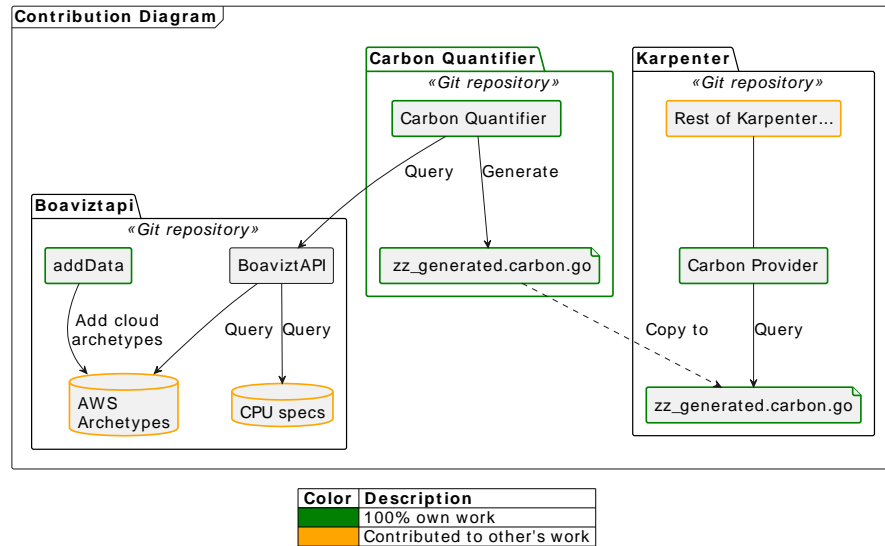 Contribution Diagram
Carbon Quantifier
«Git repository»
Carbon Quantifier
Query
Generate
zz_generated.carbon.go
Karpenter
«Git repository»
Rest of Karpenter...
Carbon Provider
Copy to
Query
zz_generated.carbon.go
Boaviztapi
«Git repository»
addData
BoaviztAPI
Add cloud
archetypes
Query
Query
AWS
Archetypes
CPU specs
Color Description
100% own work
Contributed to other's work